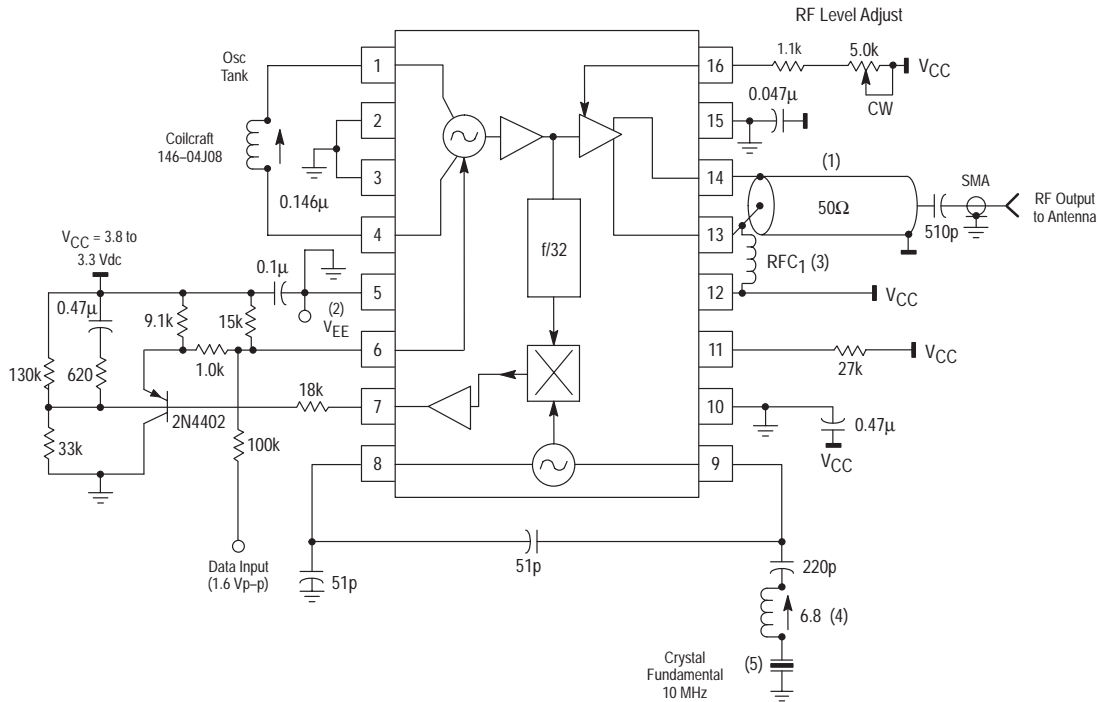 RF Level Adjust
Osc
Tank
1
16
1.1k
5.0k
VCC
CW
2
15
0.047µ
Coilcraft
146–04J08
3
14
(1)
SMA
0.146µ
50Ω
RF Output
to Antenna
4
13
510p
VCC = 3.8 to
3.3 Vdc
f/32
RFC1 (3)
0.1µ
5
12
VCC
0.47µ
(2)
VEE
9.1k
15k
6
11
VCC
1.0k
27k
130k
620
18k
7
10
2N4402
0.47µ
33k
100k
VCC
8
9
Data Input
(1.6 Vp–p)
51p
51p
220p
6.8 (4)
Crystal
Fundamental
10 MHz
(5)